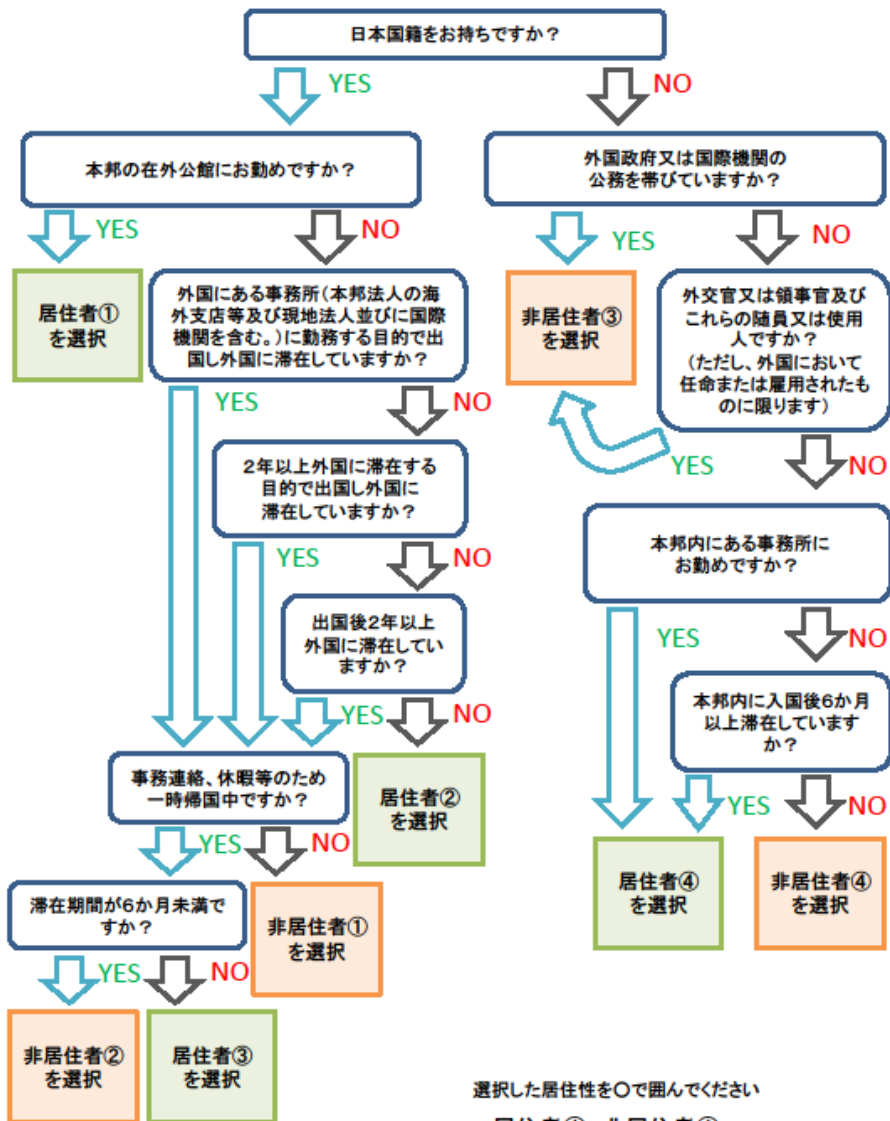 日本国籍をお持ちですか？
YES
NO
本邦の在外公館にお勤めですか？
外国政府又は国際機関の
公務を帯びていますか？
YES
NO
YES
NO
居住者①
を選択
外国にある事務所（本邦法人の海
外支店等及び現地法人並びに国際
機関を含む。）に勤務する目的で出
国し外国に滞在していますか？
非居住者③
を選択
外交官又は領事官及び
これらの随員又は使用
人ですか？
（ただし、外国において
任命または雇用されたも
のに限ります）
YES
NO
YES
NO
２年以上外国に滞在する
目的で出国し外国に
滞在していますか？
本邦内にある事務所に
お勤めですか？
YES
NO
出国後２年以上
外国に滞在してい
ますか？
YES
NO
本邦内に入国後６か月
以上滞在しています
か？
YES
NO
事務連絡、休暇等のため
一時帰国中ですか？
居住者②
を選択
YES
NO
YES
NO
居住者④
を選択
非居住者④
を選択
滞在期間が６か月未満で
すか？
非居住者①
を選択
YES
NO
非居住者②
を選択
居住者③
を選択
選択した居住性を〇で囲んでください